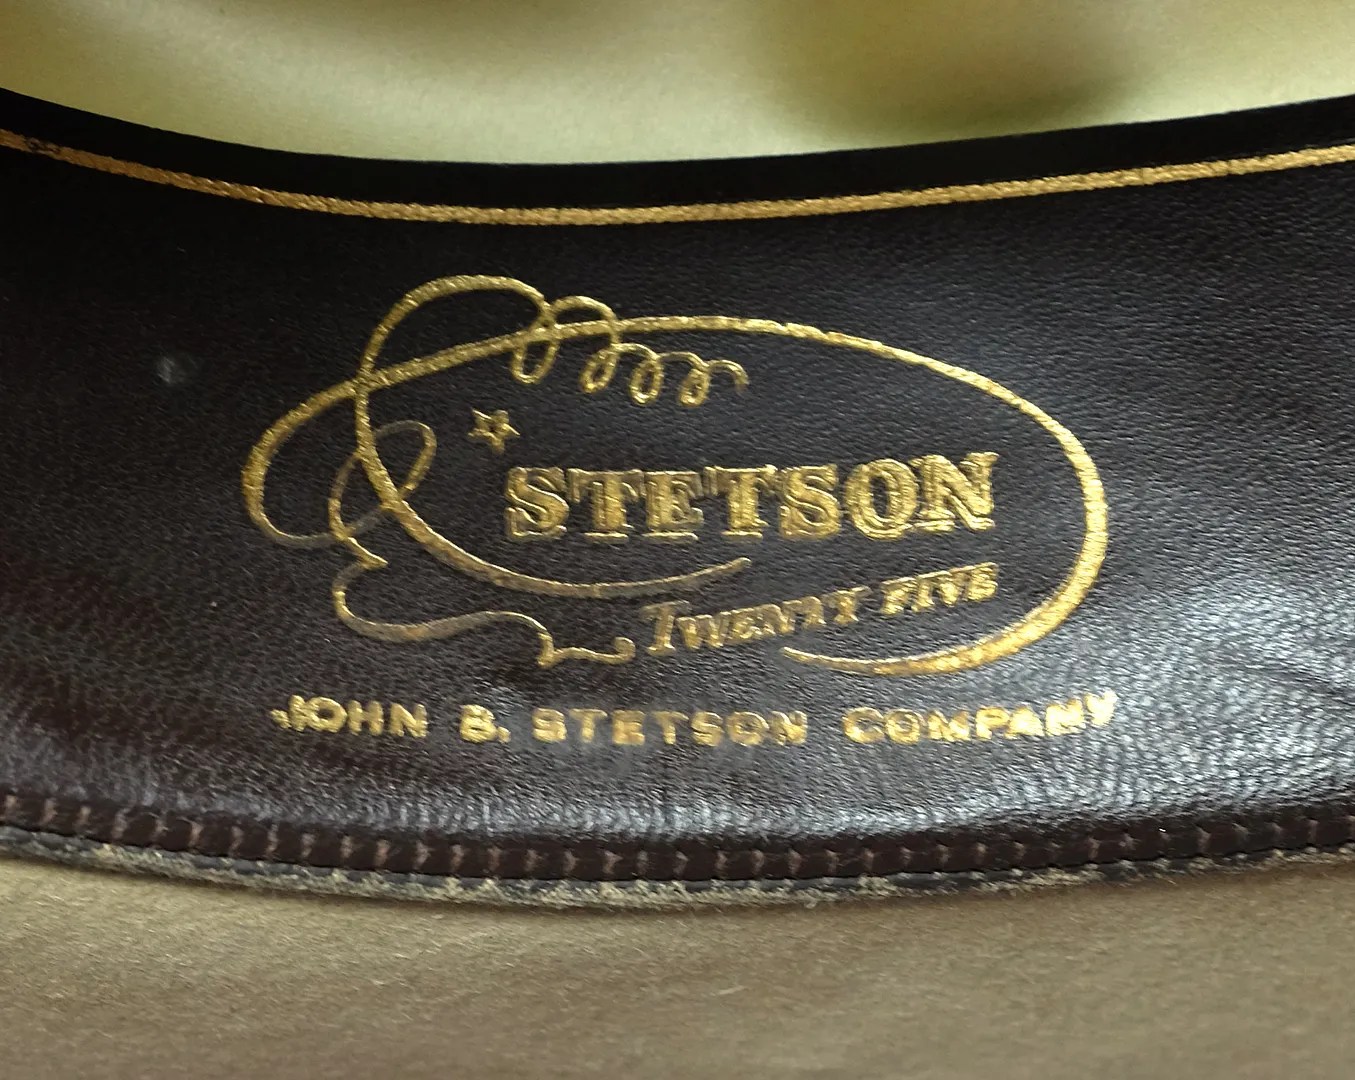 STETSON
TWENTY FIVE
JOHN B. STETSON COMPANY